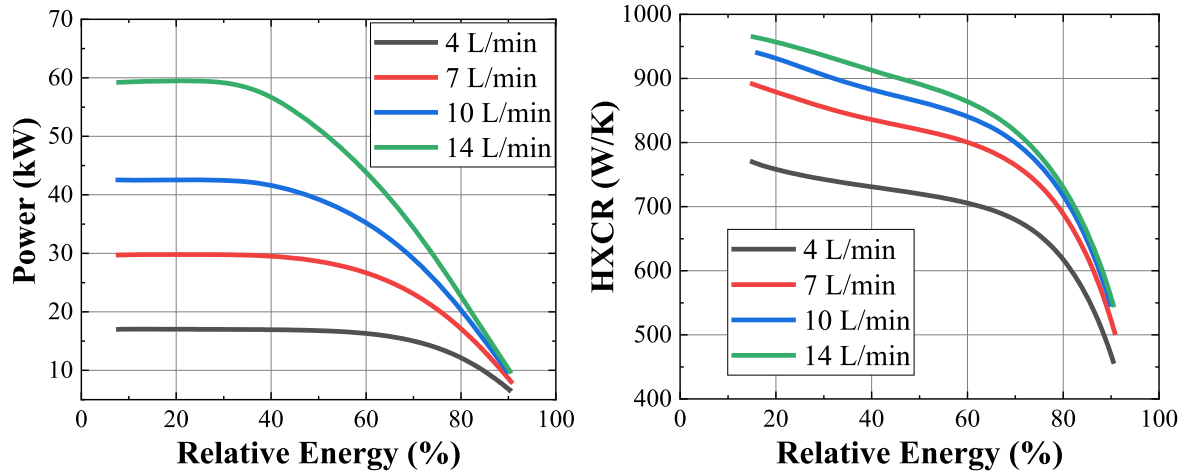 70
60
50
40
30
20
10
0 20 40 60 80 100
Power (kW)
Relative Energy (%)
4 L/min
7 L/min
10 L/min
14 L/min
1000
900
800
700
600
500
400
0 20 40 60 80 100
HXCR (W/K)
Relative Energy (%)
4 L/min
7 L/min
10 L/min
14 L/min